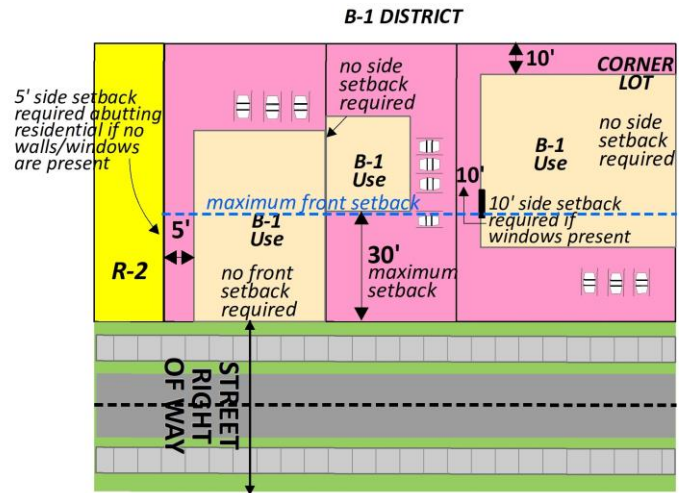 B-1 DISTRICT
5' side setback
required abutting
residential if no
walls/windows
are present
no side
setback
required
10'
CORNER
LOT
no side
setback
required
B-1
Use
B-1
Use
10'
maximum front setback
10' side setback
required if
windows present
B-1
Use
5'
R-2
no front
setback
required
30'
maximum
setback
STREET
RIGHT
OF WAY